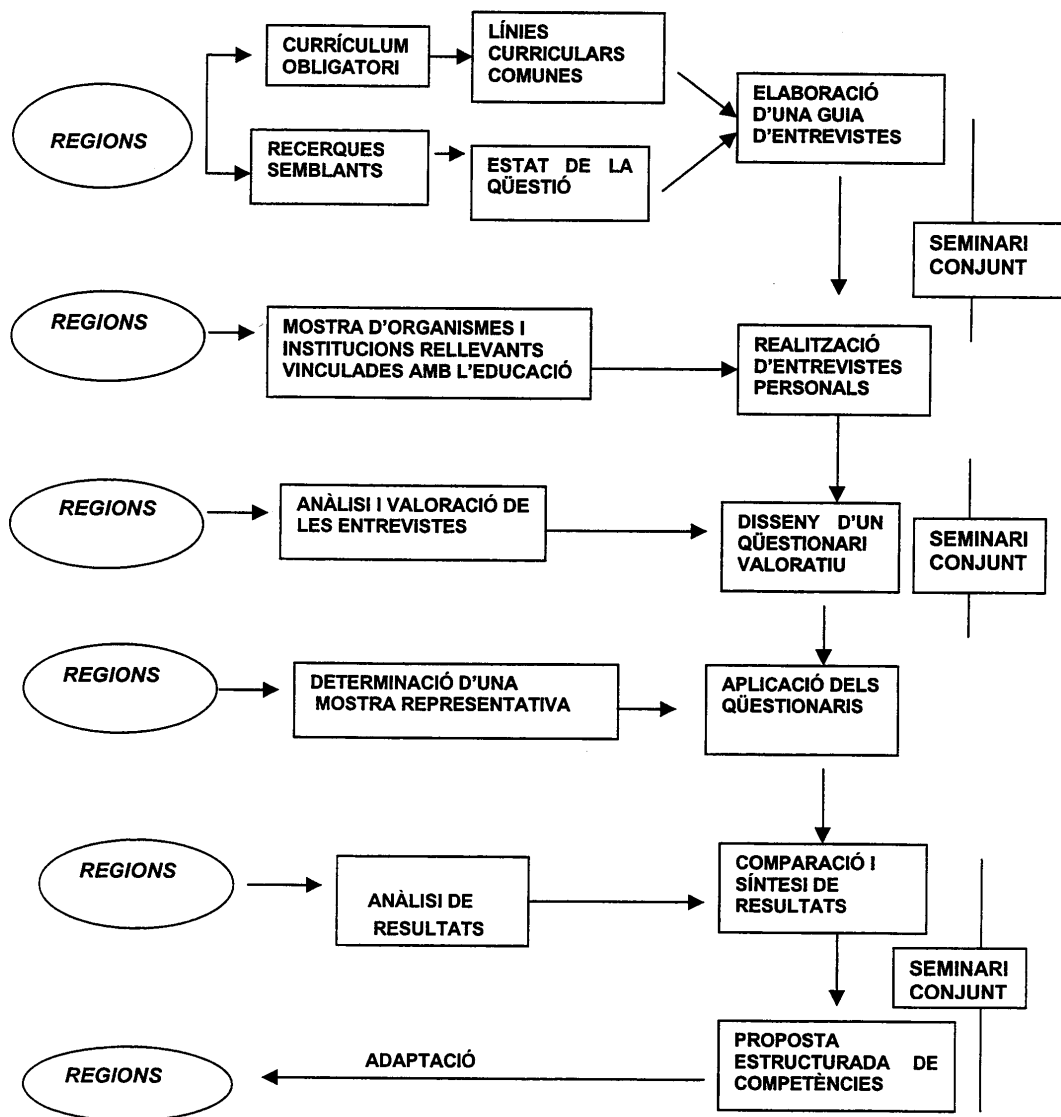 REGIONS
CURRÍCULUM
OBLIGATORI
LÍNIES
CURRICULARS
COMUNES
RECERQUES
SEMBLANTS
ESTAT DE LA
QÜESTIÓ
ELABORACIÓ
D'UNA GUIA
D'ENTREVISTES
SEMINARI
CONJUNT
REGIONS
MOSTRA D'ORGANISMES I
INSTITUCIONS RELLEVANTS
VINCULADES AMB L'EDUCACIÓ
REALITZACIÓ
D'ENTREVISTES
PERSONALS
REGIONS
ANÀLISI I VALORACIÓ DE
LES ENTREVISTES
DISSENY D'UN
QÜESTIONARI
VALORATIU
SEMINARI
CONJUNT
REGIONS
DETERMINACIÓ D'UNA
MOSTRA REPRESENTATIVA
APLICACIÓ DELS
QÜESTIONARIS
REGIONS
ANÀLISI DE
RESULTATS
COMPARACIÓ I
SÍNTESI DE
RESULTATS
SEMINARI
CONJUNT
REGIONS
ADAPTACIÓ
PROPOSTA
ESTRUCTURADA DE
COMPETÈNCIES